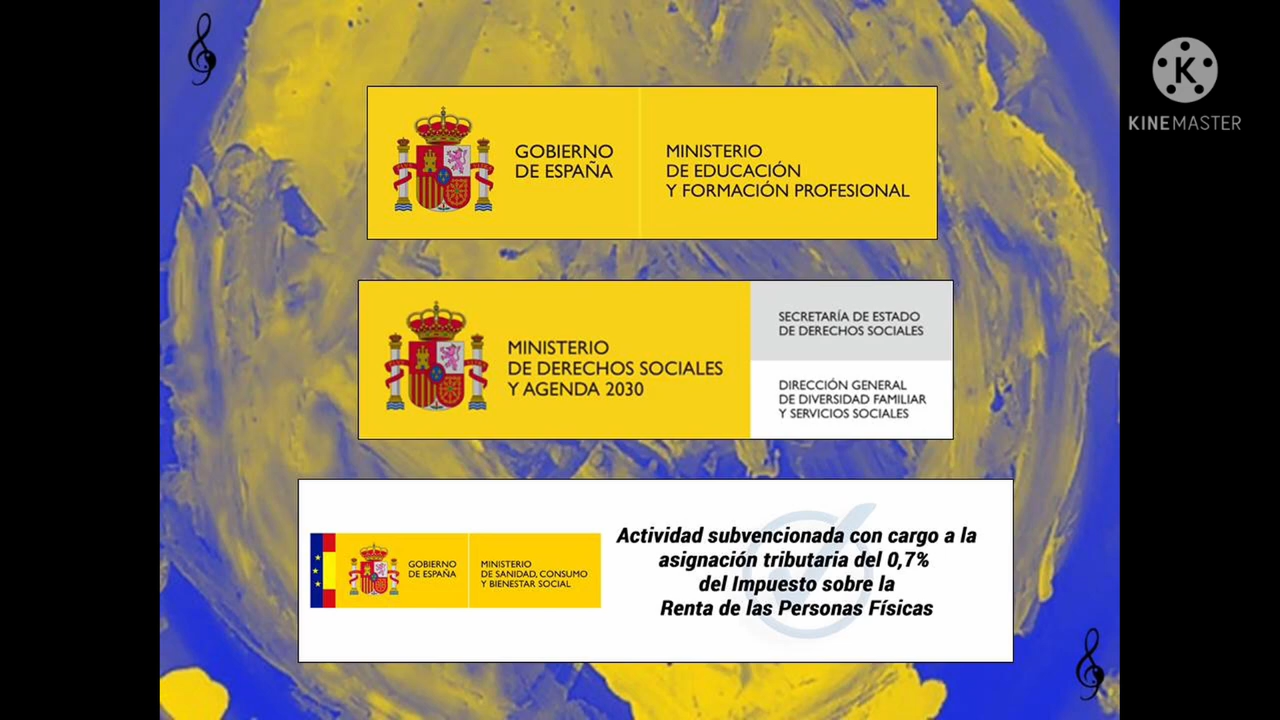 K
KINEMASTER
GOBIERNO
DE ESPAÑA
MINISTERIO
DE EDUCACIÓN
Y FORMACIÓN PROFESIONAL
MINISTERIO
DE DERECHOS SOCIALES
Y AGENDA 2030
SECRETARÍA DE ESTADO
DE DERECHOS SOCIALES
DIRECCIÓN GENERAL
DE DIVERSIDAD FAMILIAR
Y SERVICIOS SOCIALES
GOBIERNO
DE ESPAÑA
MINISTERIO
DE SANIDAD, CONSUMO
Y BIENESTAR SOCIAL
Actividad subvencionada con cargo a la
asignación tributaria del 0,7%
del Impuesto sobre la
Renta de las Personas Físicas